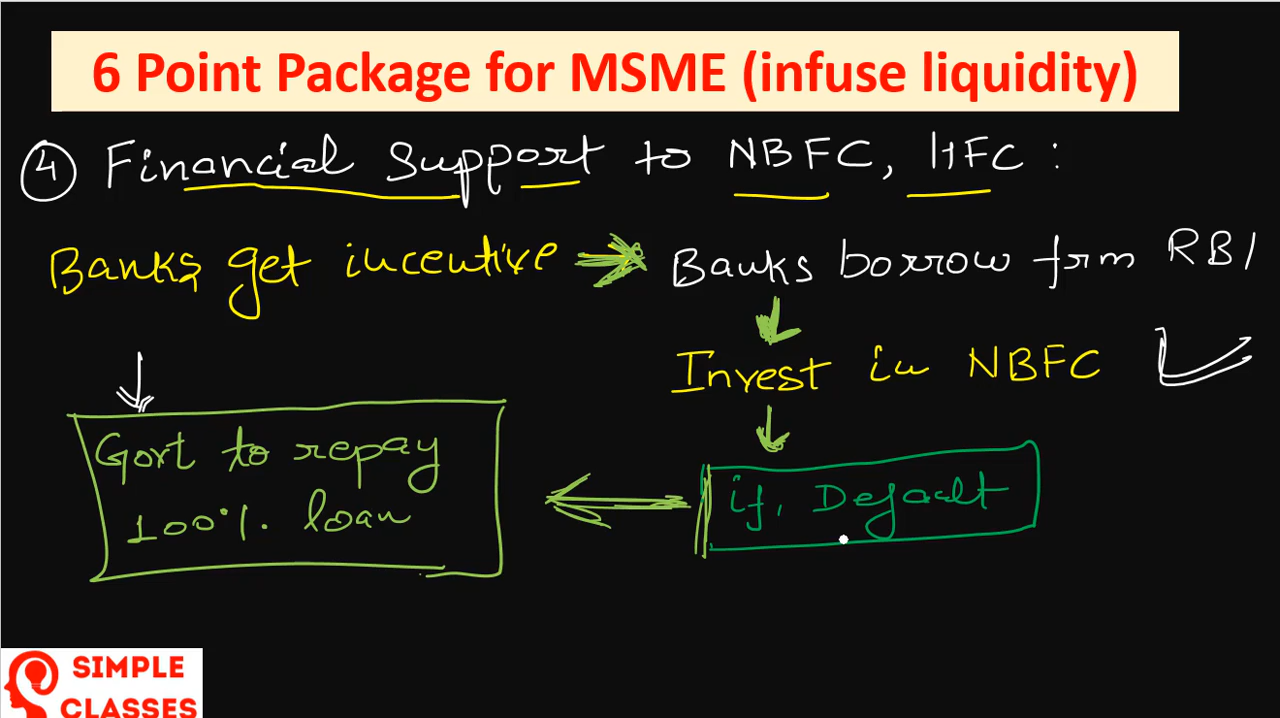 6 Point Package for MSME (infuse liquidity)
4 Financial Support to NBFC, HFC :
Banks get incentive Banks borrow frm RBI
Invest in NBFC
Govt to repay
100% loan
if, Default
SIMPLE
CLASSES